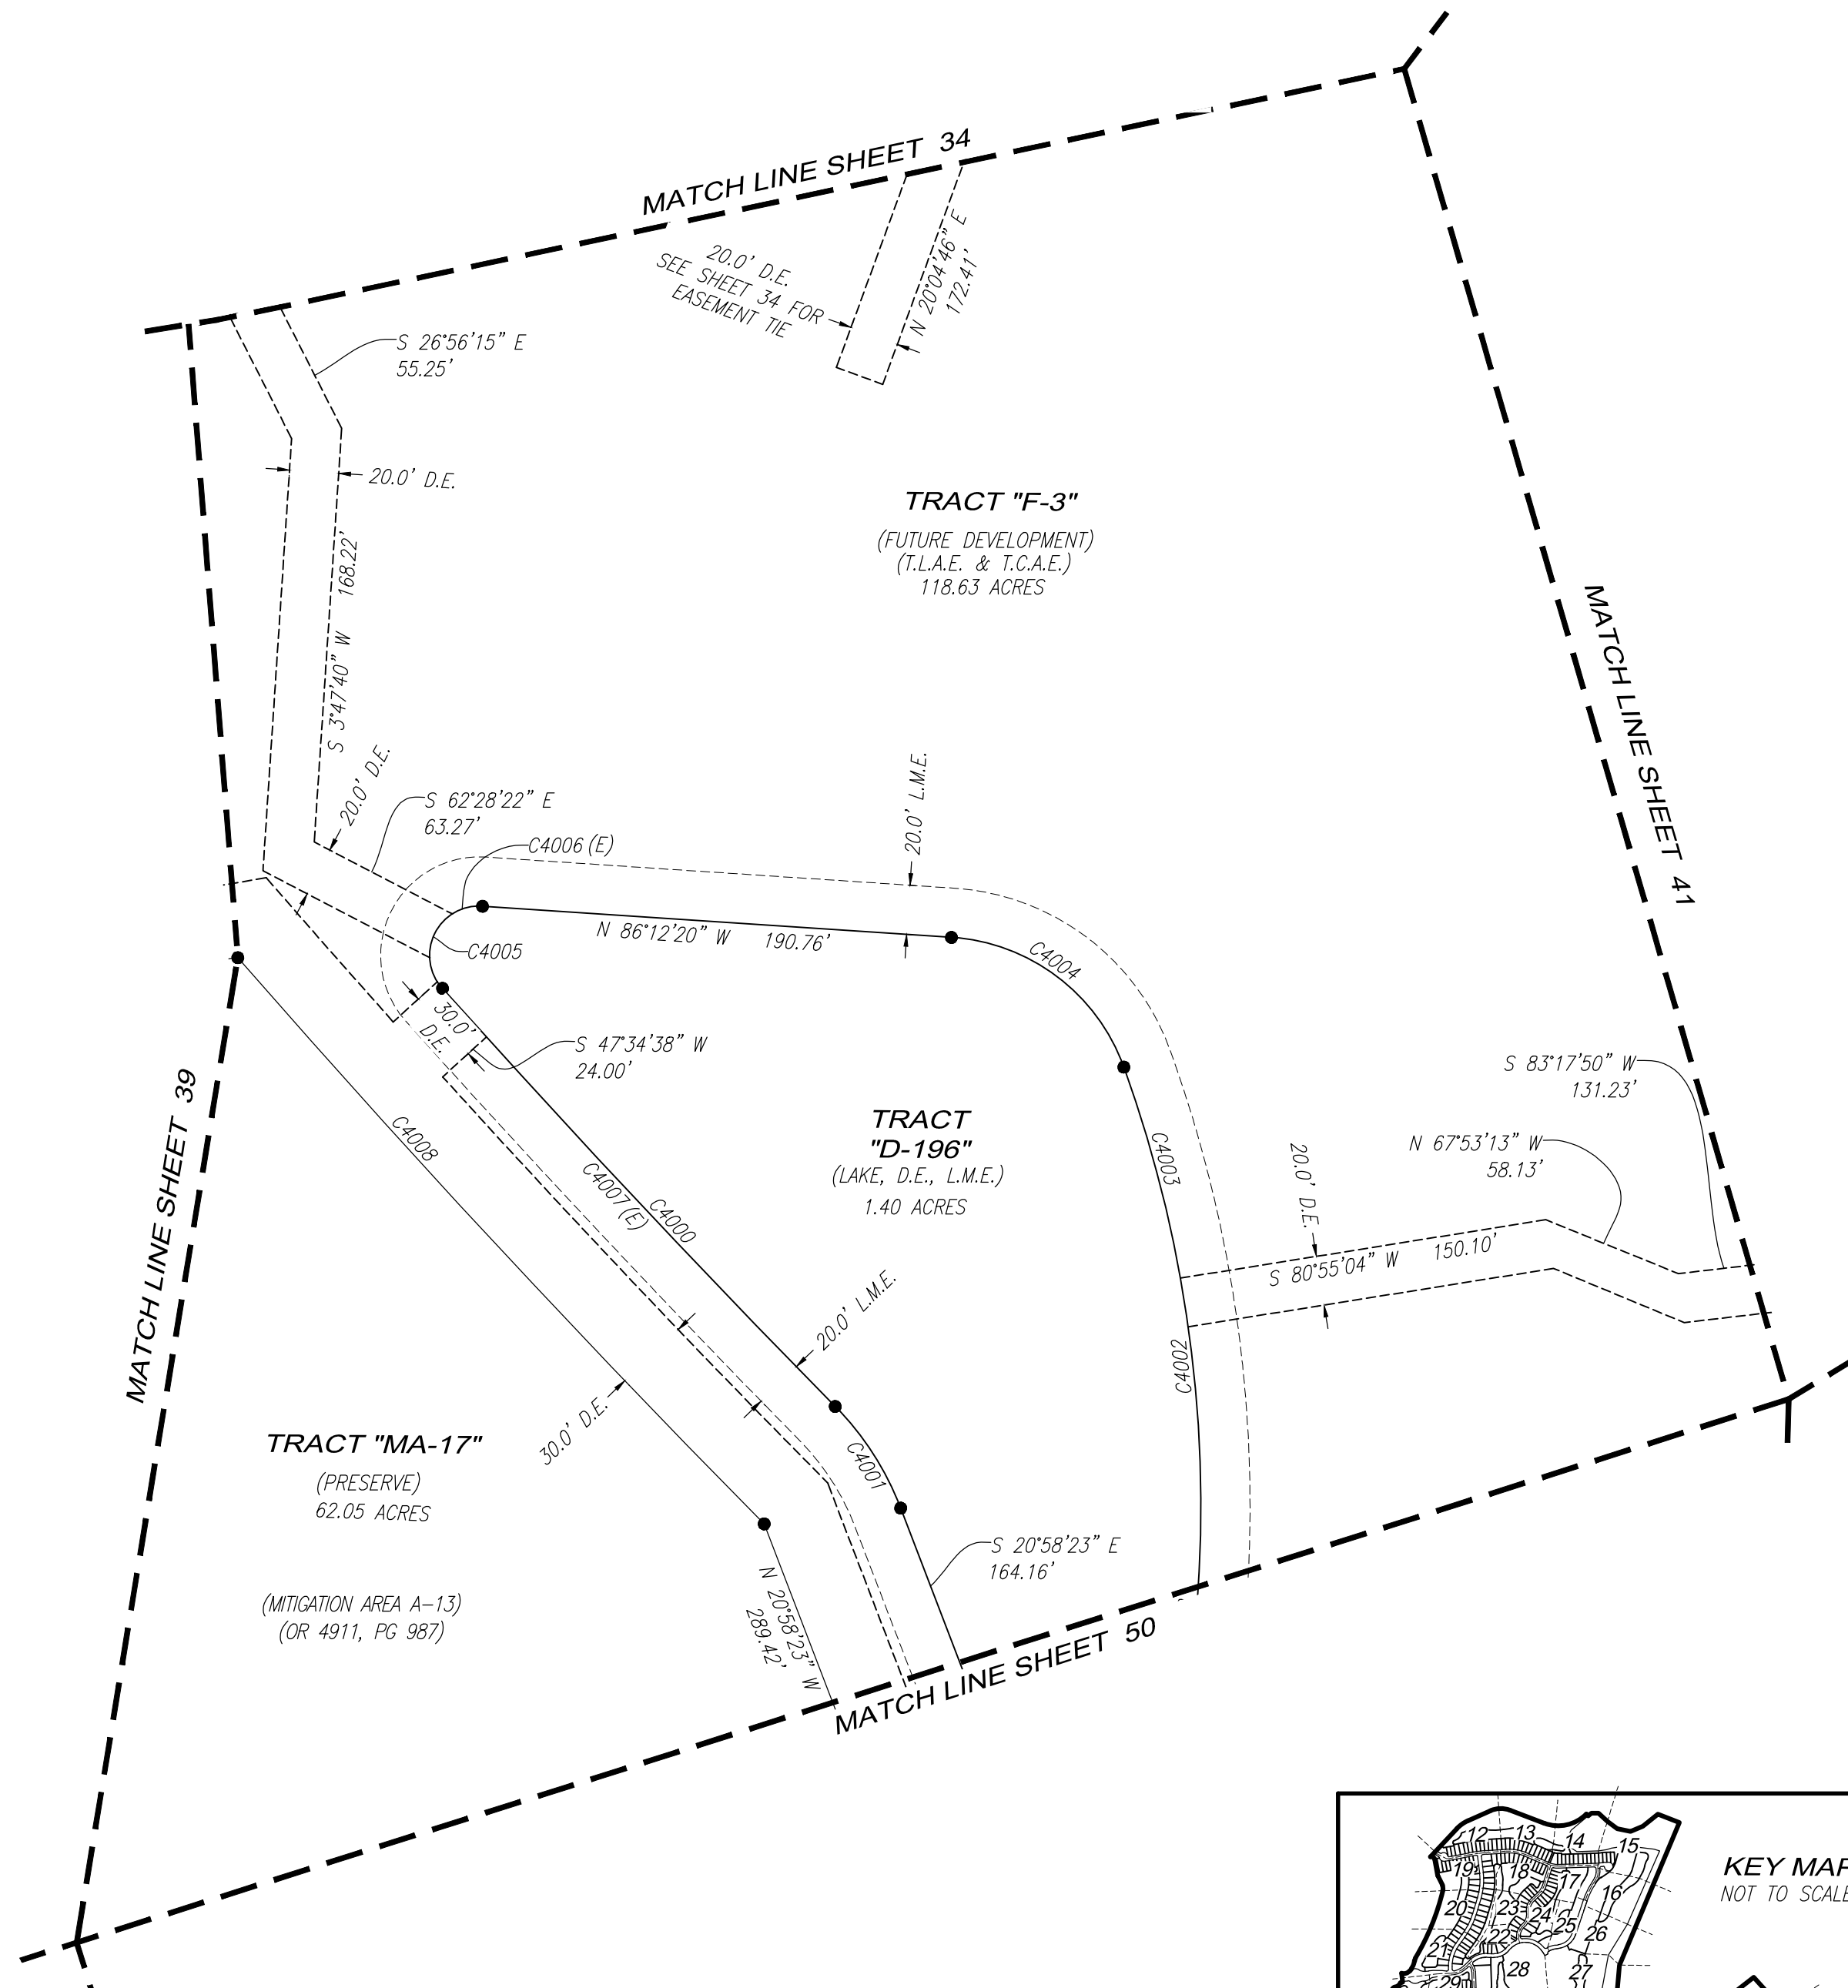 MATCH LINE SHEET 34
20.0' D.E.
SEE SHEET 34 FOR
EASEMENT TIE
N 20°04'46" E
172.41'
S 26°56'15" E
55.25'
20.0' D.E.
S 3°47'40" W 168.22'
TRACT "F-3"
(FUTURE DEVELOPMENT)
(T.L.A.E. & T.C.A.E.)
118.63 ACRES
MATCH LINE SHEET 41
20.0' D.E.
S 62°28'22" E
63.27'
C4006 (E)
20.0' L.M.E.
C4005
N 86°12'20" W 190.76'
C4004
30.0'
D.E.
S 47°34'38" W
24.00'
MATCH LINE SHEET 39
C4008
TRACT
"D-196"
(LAKE, D.E., L.M.E.)
1.40 ACRES
C4003
S 83°17'50" W
131.23'
N 67°53'13" W
58.13'
20.0' D.E.
S 80°55'04" W 150.10'
C4007 (E)
C4000
20.0' L.M.E.
C4002
30.0' D.E.
TRACT "MA-17"
(PRESERVE)
62.05 ACRES
C4001
(MITIGATION AREA A-13)
(OR 4911, PG 987)
N 20°58'23" W
289.42'
S 20°58'23" E
164.16'
MATCH LINE SHEET 50
KEY MAP
NOT TO SCALE
12
13
14
15
19
18
17
16
20
23
24
25
26
21
22
28
27
29